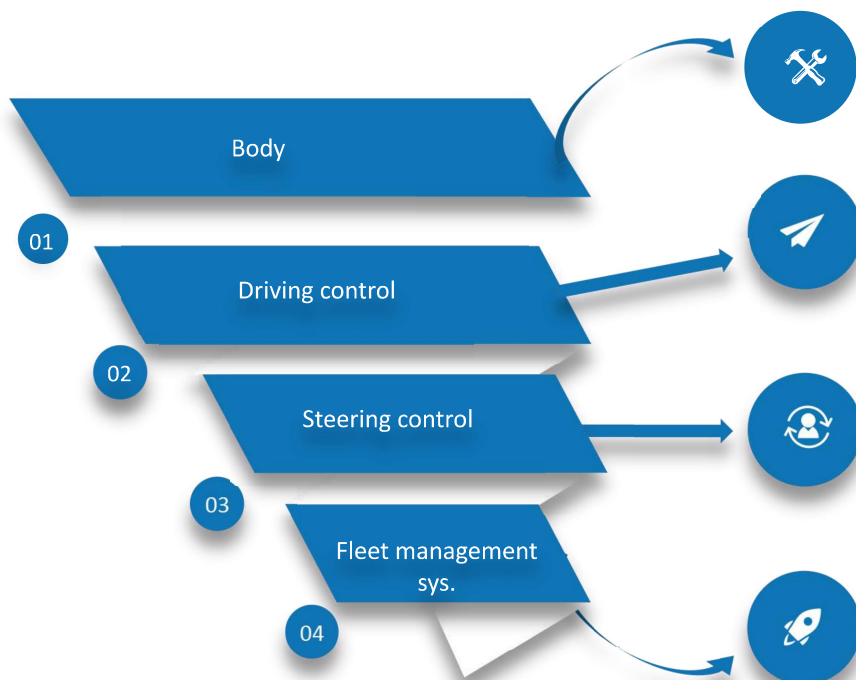 Body
01
Driving control
02
Steering control
03
Fleet management
sys.
04